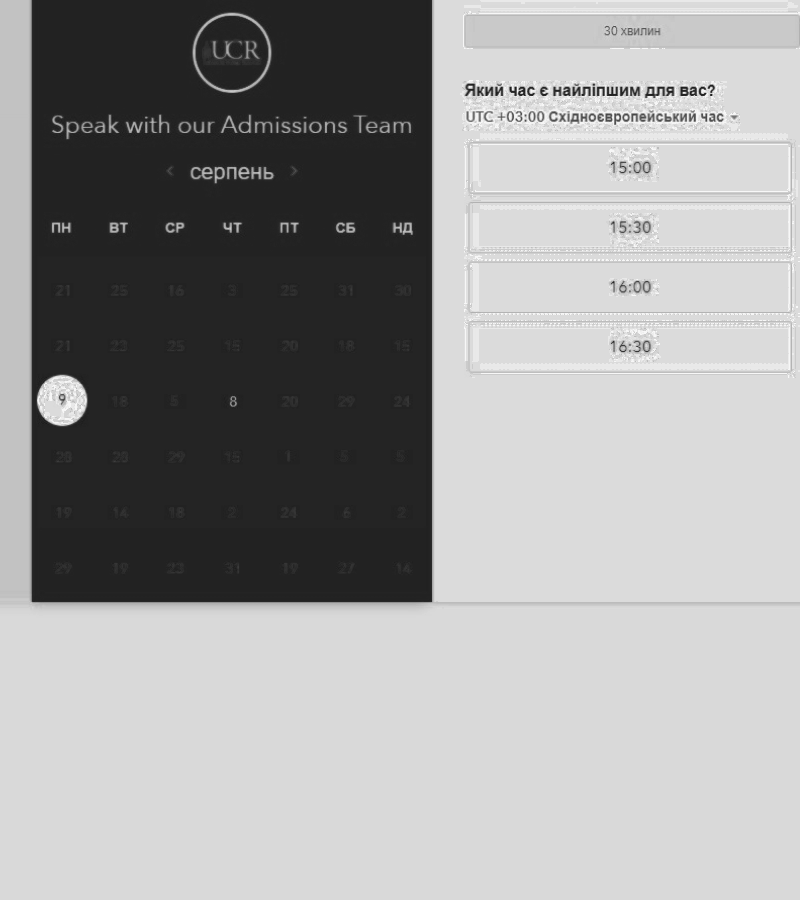 UCR
Speak with our Admissions Team
серпень
ПН ВТ СР ЧТ ПТ СБ НД
21 25 16 3 25 31 30
21 23 25 15 20 18 15
9 18 5 8 20 29 24
28 28 29 15 1 5 5
19 14 18 2 24 6 2
29 19 23 31 19 27 14
30 хвилин
Який час є найліпшим для вас?
UTC +03:00 Східноєвропейський час
15:00
15:30
16:00
16:30